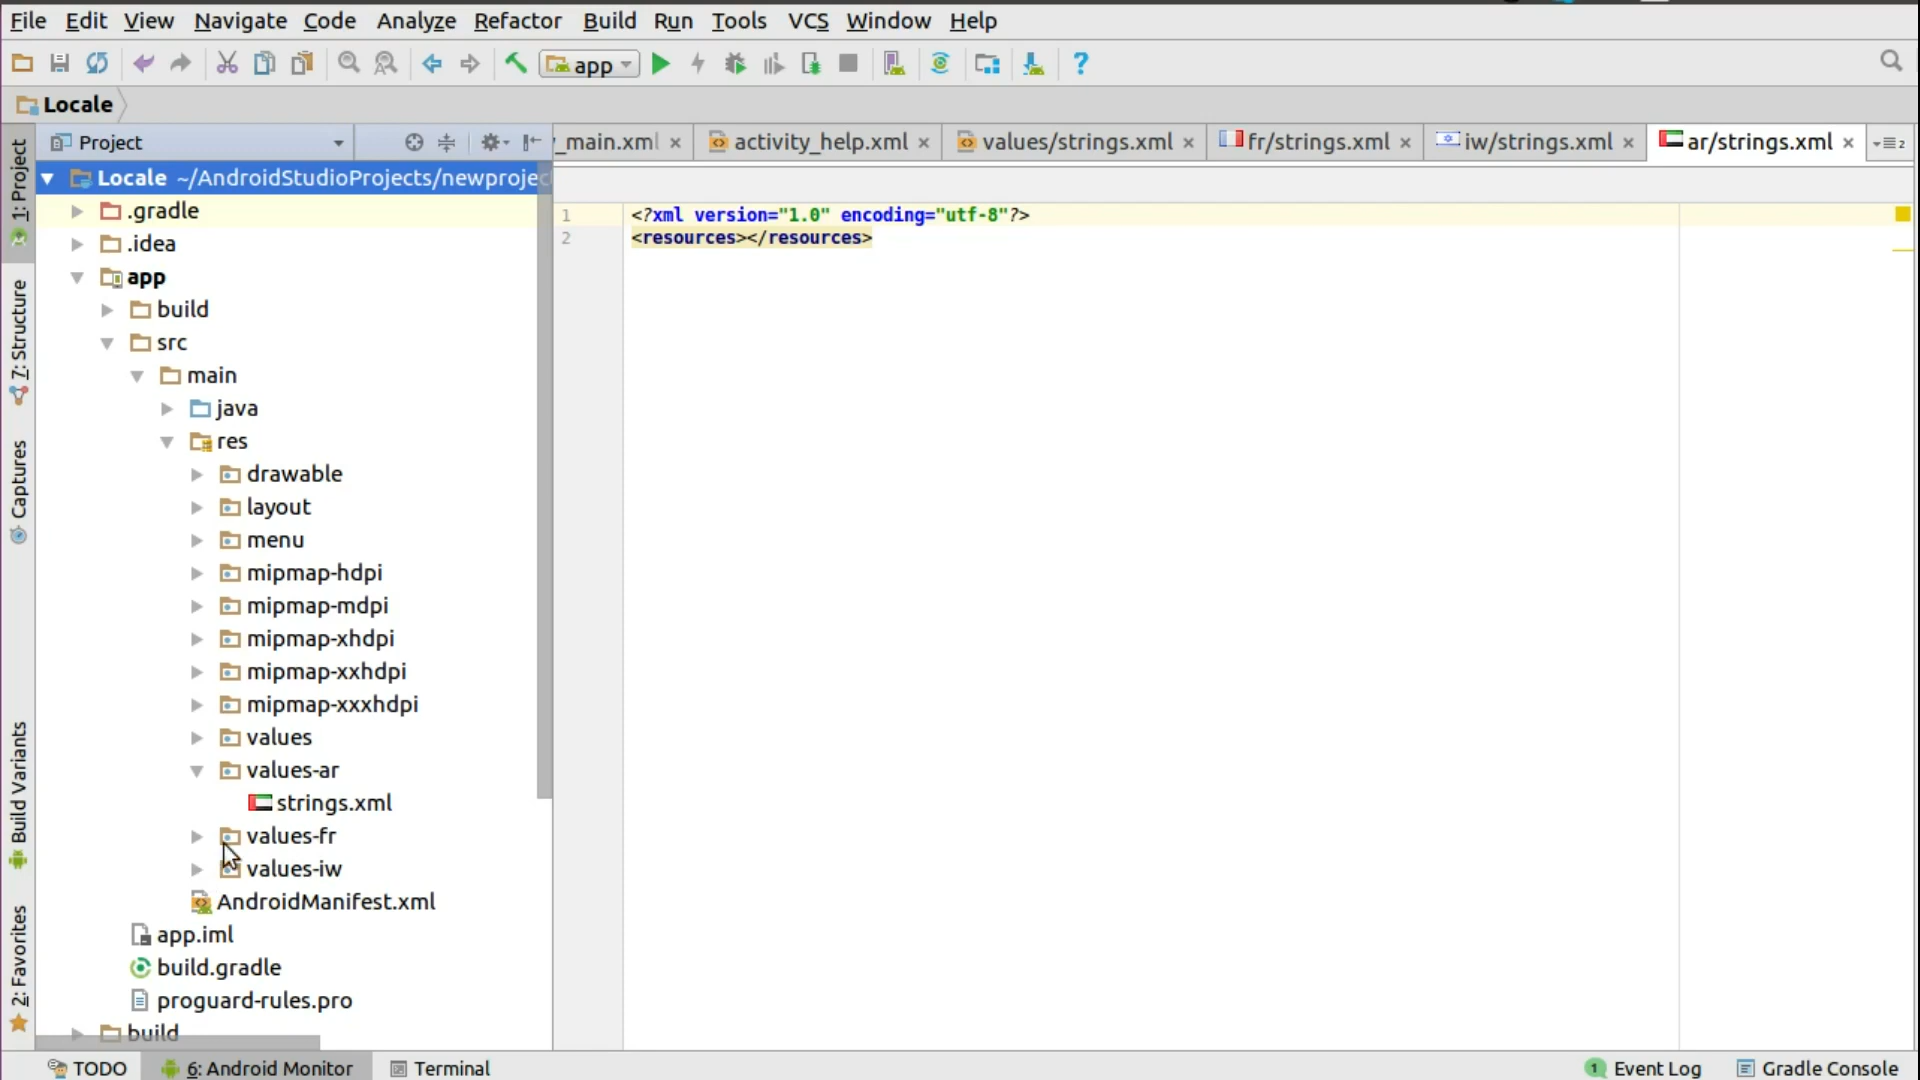 File Edit View Navigate Code Analyze Refactor Build Run Tools VCS Window Help
app
Locale
Project
_main.xml
activity_help.xml
values/strings.xml
fr/strings.xml
iw/strings.xml
ar/strings.xml
2
1: Project
7: Structure
Captures
Build Variants
2: Favorites
Locale ~/AndroidStudioProjects/newprojec
.gradle
.idea
app
build
src
main
java
res
drawable
layout
menu
mipmap-hdpi
mipmap-mdpi
mipmap-xhdpi
mipmap-xxhdpi
mipmap-xxxhdpi
values
values-ar
strings.xml
values-fr
values-iw
AndroidManifest.xml
app.iml
build.gradle
proguard-rules.pro
build
1 <?xml version="1.0" encoding="utf-8"?>
2 <resources></resources>
TODO
6: Android Monitor
Terminal
1 Event Log
Gradle Console